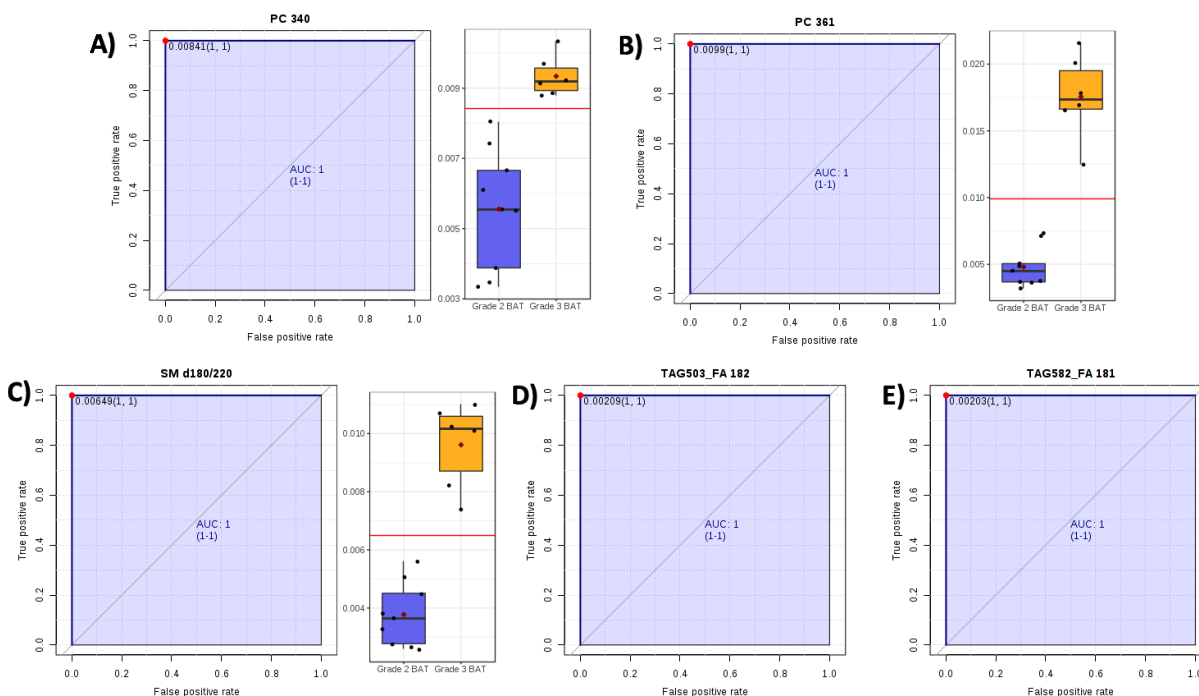 A)
PC 340
True positive rate
0.0 0.2 0.4 0.6 0.8 1.0
0.00841(1, 1)
AUC: 1
(1-1)
0.0 0.2 0.4 0.6 0.8 1.0
False positive rate
0.009
0.007
0.005
0.003
Grade 2 BAT Grade 3 BAT
B)
PC 361
True positive rate
0.0 0.2 0.4 0.6 0.8 1.0
0.0099(1, 1)
AUC: 1
(1-1)
0.0 0.2 0.4 0.6 0.8 1.0
False positive rate
0.020
0.015
0.010
0.005
Grade 2 BAT Grade 3 BAT
C)
SM d180/220
True positive rate
0.0 0.2 0.4 0.6 0.8 1.0
0.00649(1, 1)
AUC: 1
(1-1)
0.0 0.2 0.4 0.6 0.8 1.0
False positive rate
0.010
0.008
0.006
0.004
Grade 2 BAT Grade 3 BAT
D)
TAG503_FA 182
True positive rate
0.0 0.2 0.4 0.6 0.8 1.0
0.00209(1, 1)
AUC: 1
(1-1)
0.0 0.2 0.4 0.6 0.8 1.0
False positive rate
E)
TAG582_FA 181
True positive rate
0.0 0.2 0.4 0.6 0.8 1.0
0.00203(1, 1)
AUC: 1
(1-1)
0.0 0.2 0.4 0.6 0.8 1.0
False positive rate